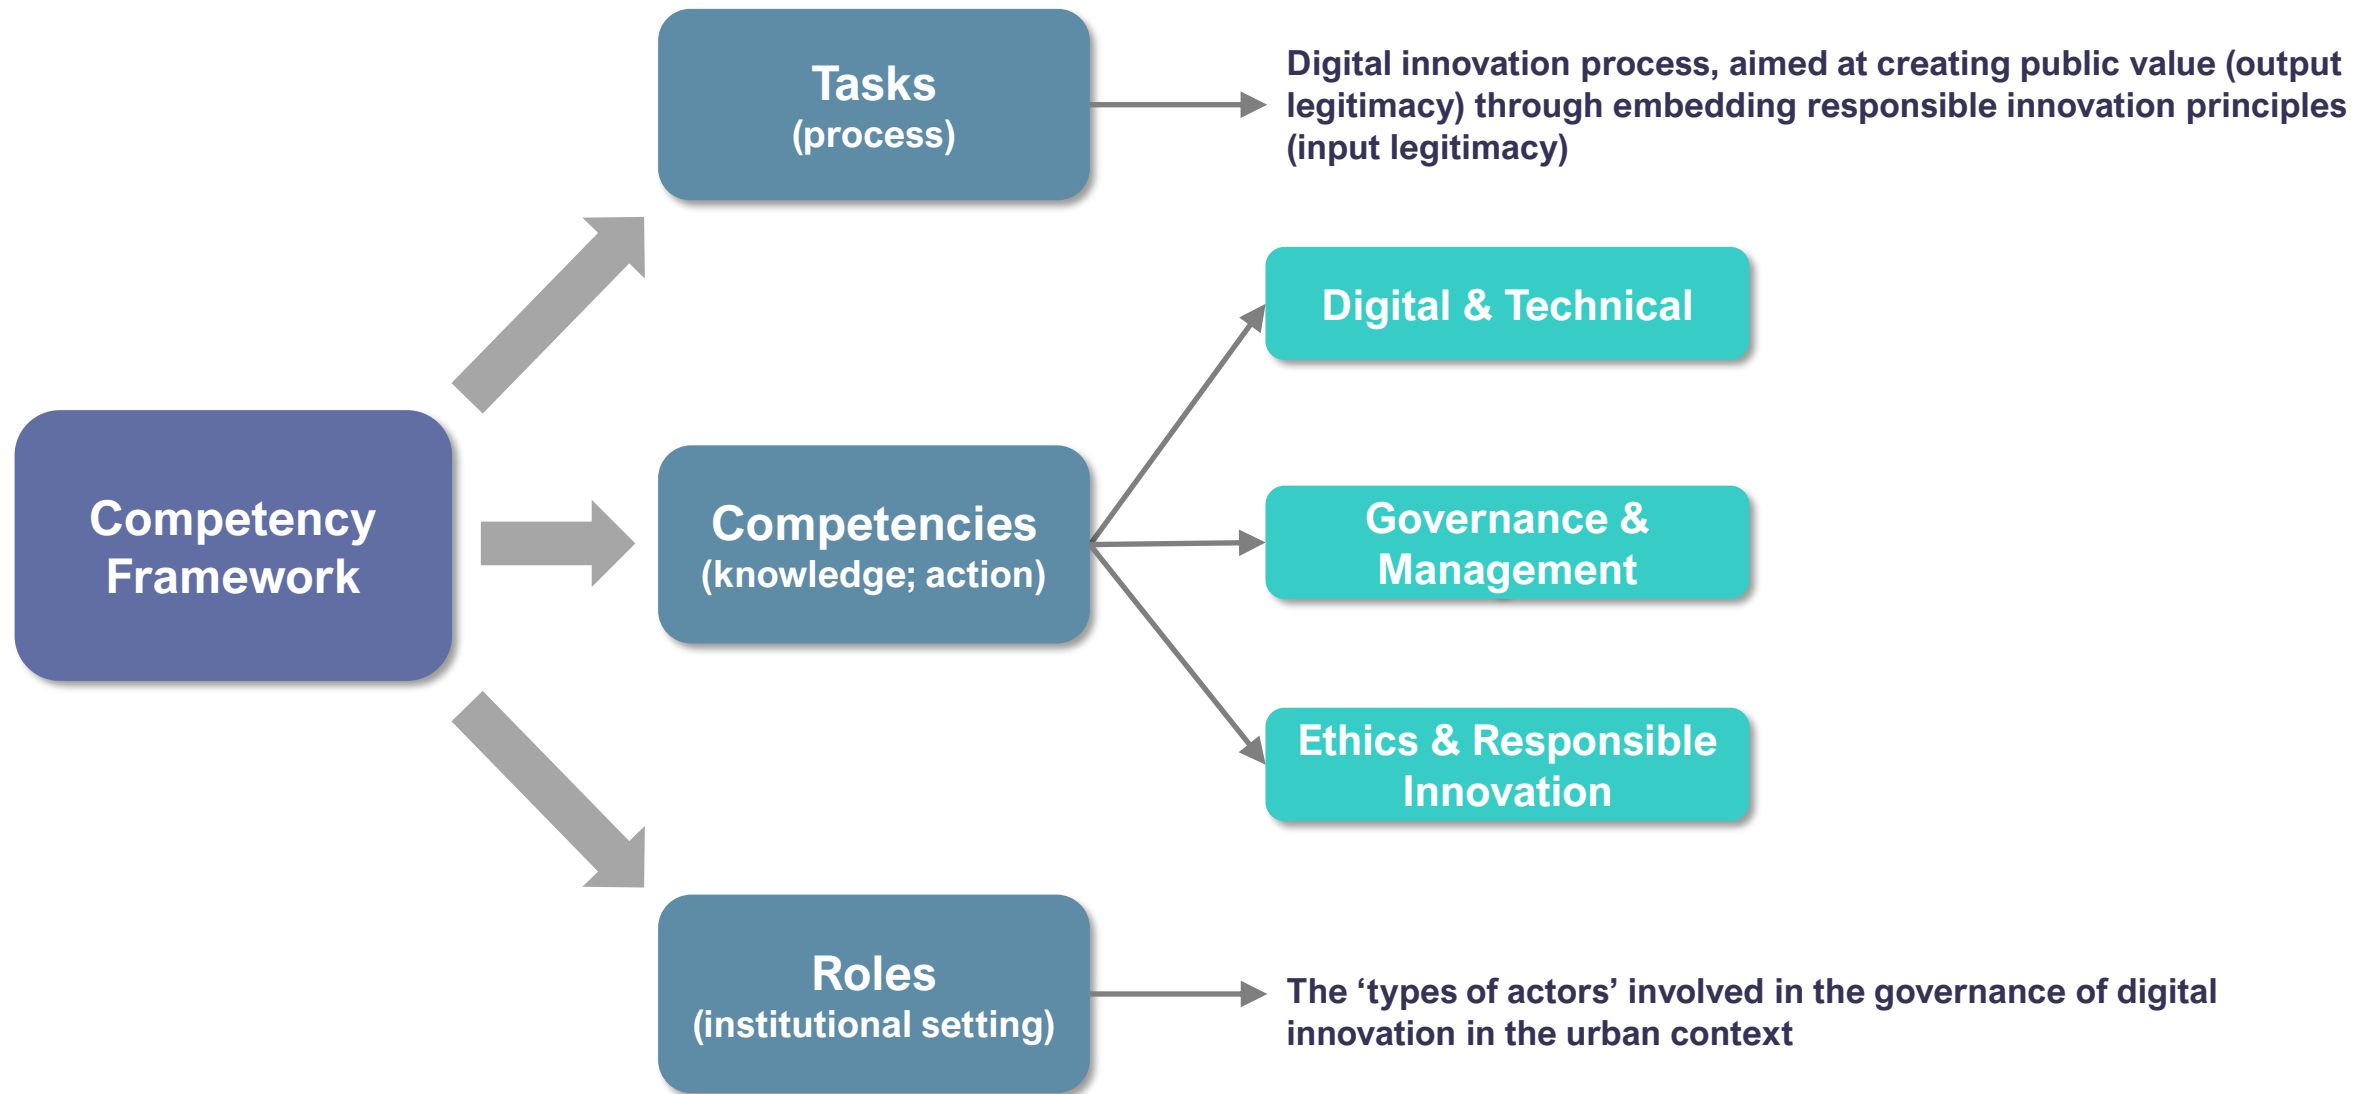 Tasks
(process)
Digital innovation process, aimed at creating public value (output
legitimacy) through embedding responsible innovation principles
(input legitimacy)
Digital & Technical
Competency
Framework
Competencies
(knowledge; action)
Governance &
Management
Ethics & Responsible
Innovation
Roles
(institutional setting)
The ‘types of actors’ involved in the governance of digital
innovation in the urban context